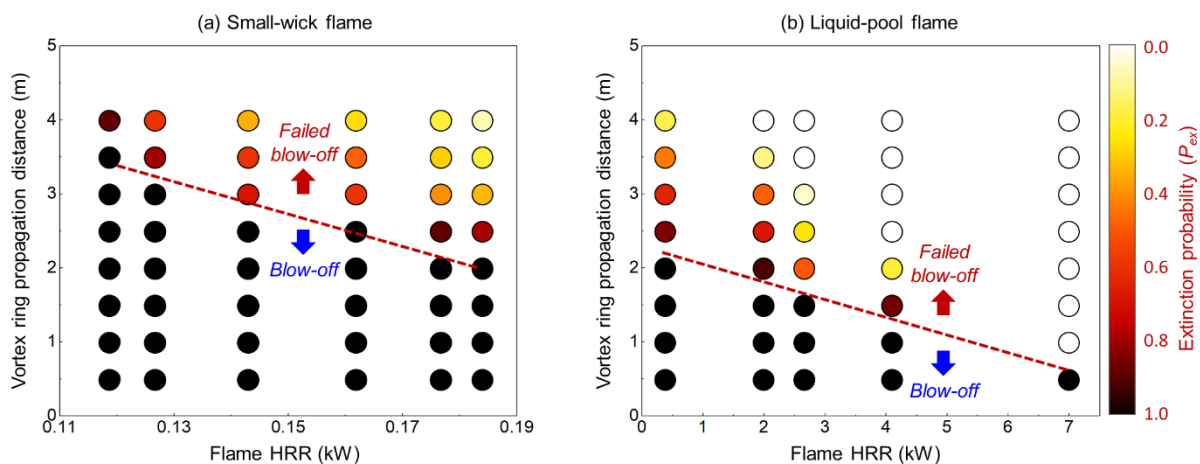 (a) Small-wick flame
Vortex ring propagation distance (m)
5
4
3
2
1
0
Failed
blow-off
Blow-off
0.11
0.13
0.15
0.17
0.19
Flame HRR (kW)
(b) Liquid-pool flame
Vortex ring propagation distance (m)
5
4
3
2
1
0
Failed
blow-off
Blow-off
0
1
2
3
4
5
6
7
Flame HRR (kW)
0.0
0.2
0.4
0.6
0.8
1.0
Extinction probability (P_ex)